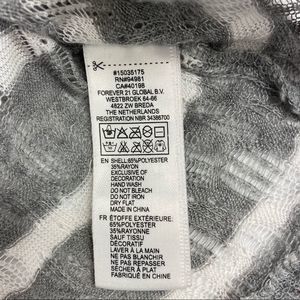 #15035175
RN#94981
CA#40198
FOREVER 21 GLOBAL B.V.
WESTBROEK 64-66
4822 ZW BREDA
THE NETHERLANDS
REGISTRATION NBR 34386700
EN SHELL:65%POLYESTER
35%RAYON
EXCLUSIVE OF
DECORATION
HAND WASH
DO NOT BLEACH
DO NOT IRON
DRY FLAT
MADE IN CHINA
FR ÉTOFFE EXTÉRIEURE:
65%POLYESTER
35%RAYONNE
SAUF TISSU
DÉCORATIF
LAVER À LA MAIN
NE PAS BLANCHIR
NE PAS REPASSER
SÉCHER À PLAT
FABRIQUÉ EN CHINE